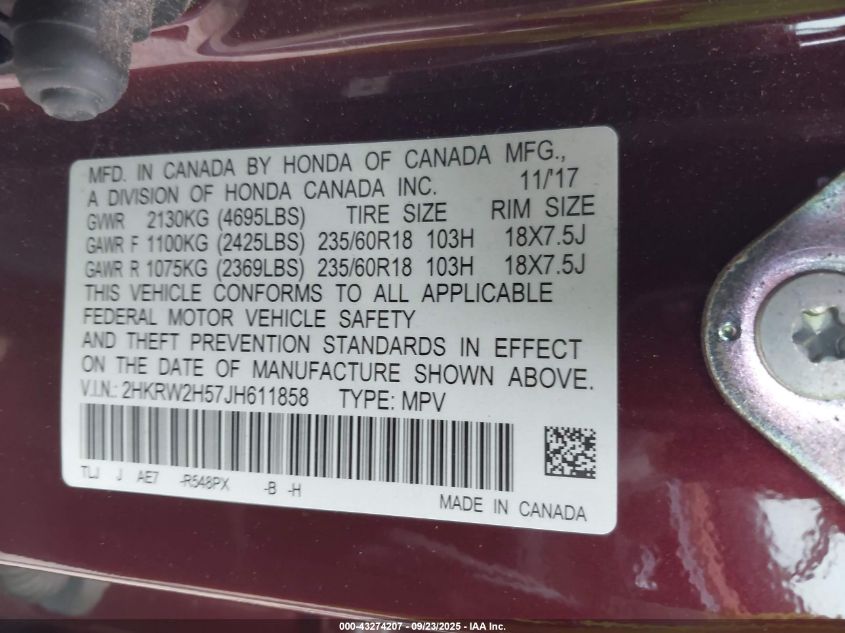 MFD. IN CANADA BY HONDA OF CANADA MFG.,
A DIVISION OF HONDA CANADA INC. 11/'17
GVWR 2130KG (4695LBS) TIRE SIZE RIM SIZE
GAWR F 1100KG (2425LBS) 235/60R18 103H 18X7.5J
GAWR R 1075KG (2369LBS) 235/60R18 103H 18X7.5J
THIS VEHICLE CONFORMS TO ALL APPLICABLE
FEDERAL MOTOR VEHICLE SAFETY
AND THEFT PREVENTION STANDARDS IN EFFECT
ON THE DATE OF MANUFACTURE SHOWN ABOVE.
V.I.N.: 2HKRW2H57JH611858 TYPE: MPV
TLJ J AE7 -R548PX -B -H
MADE IN CANADA
000-43274207 - 09/23/2025 - IAA Inc.